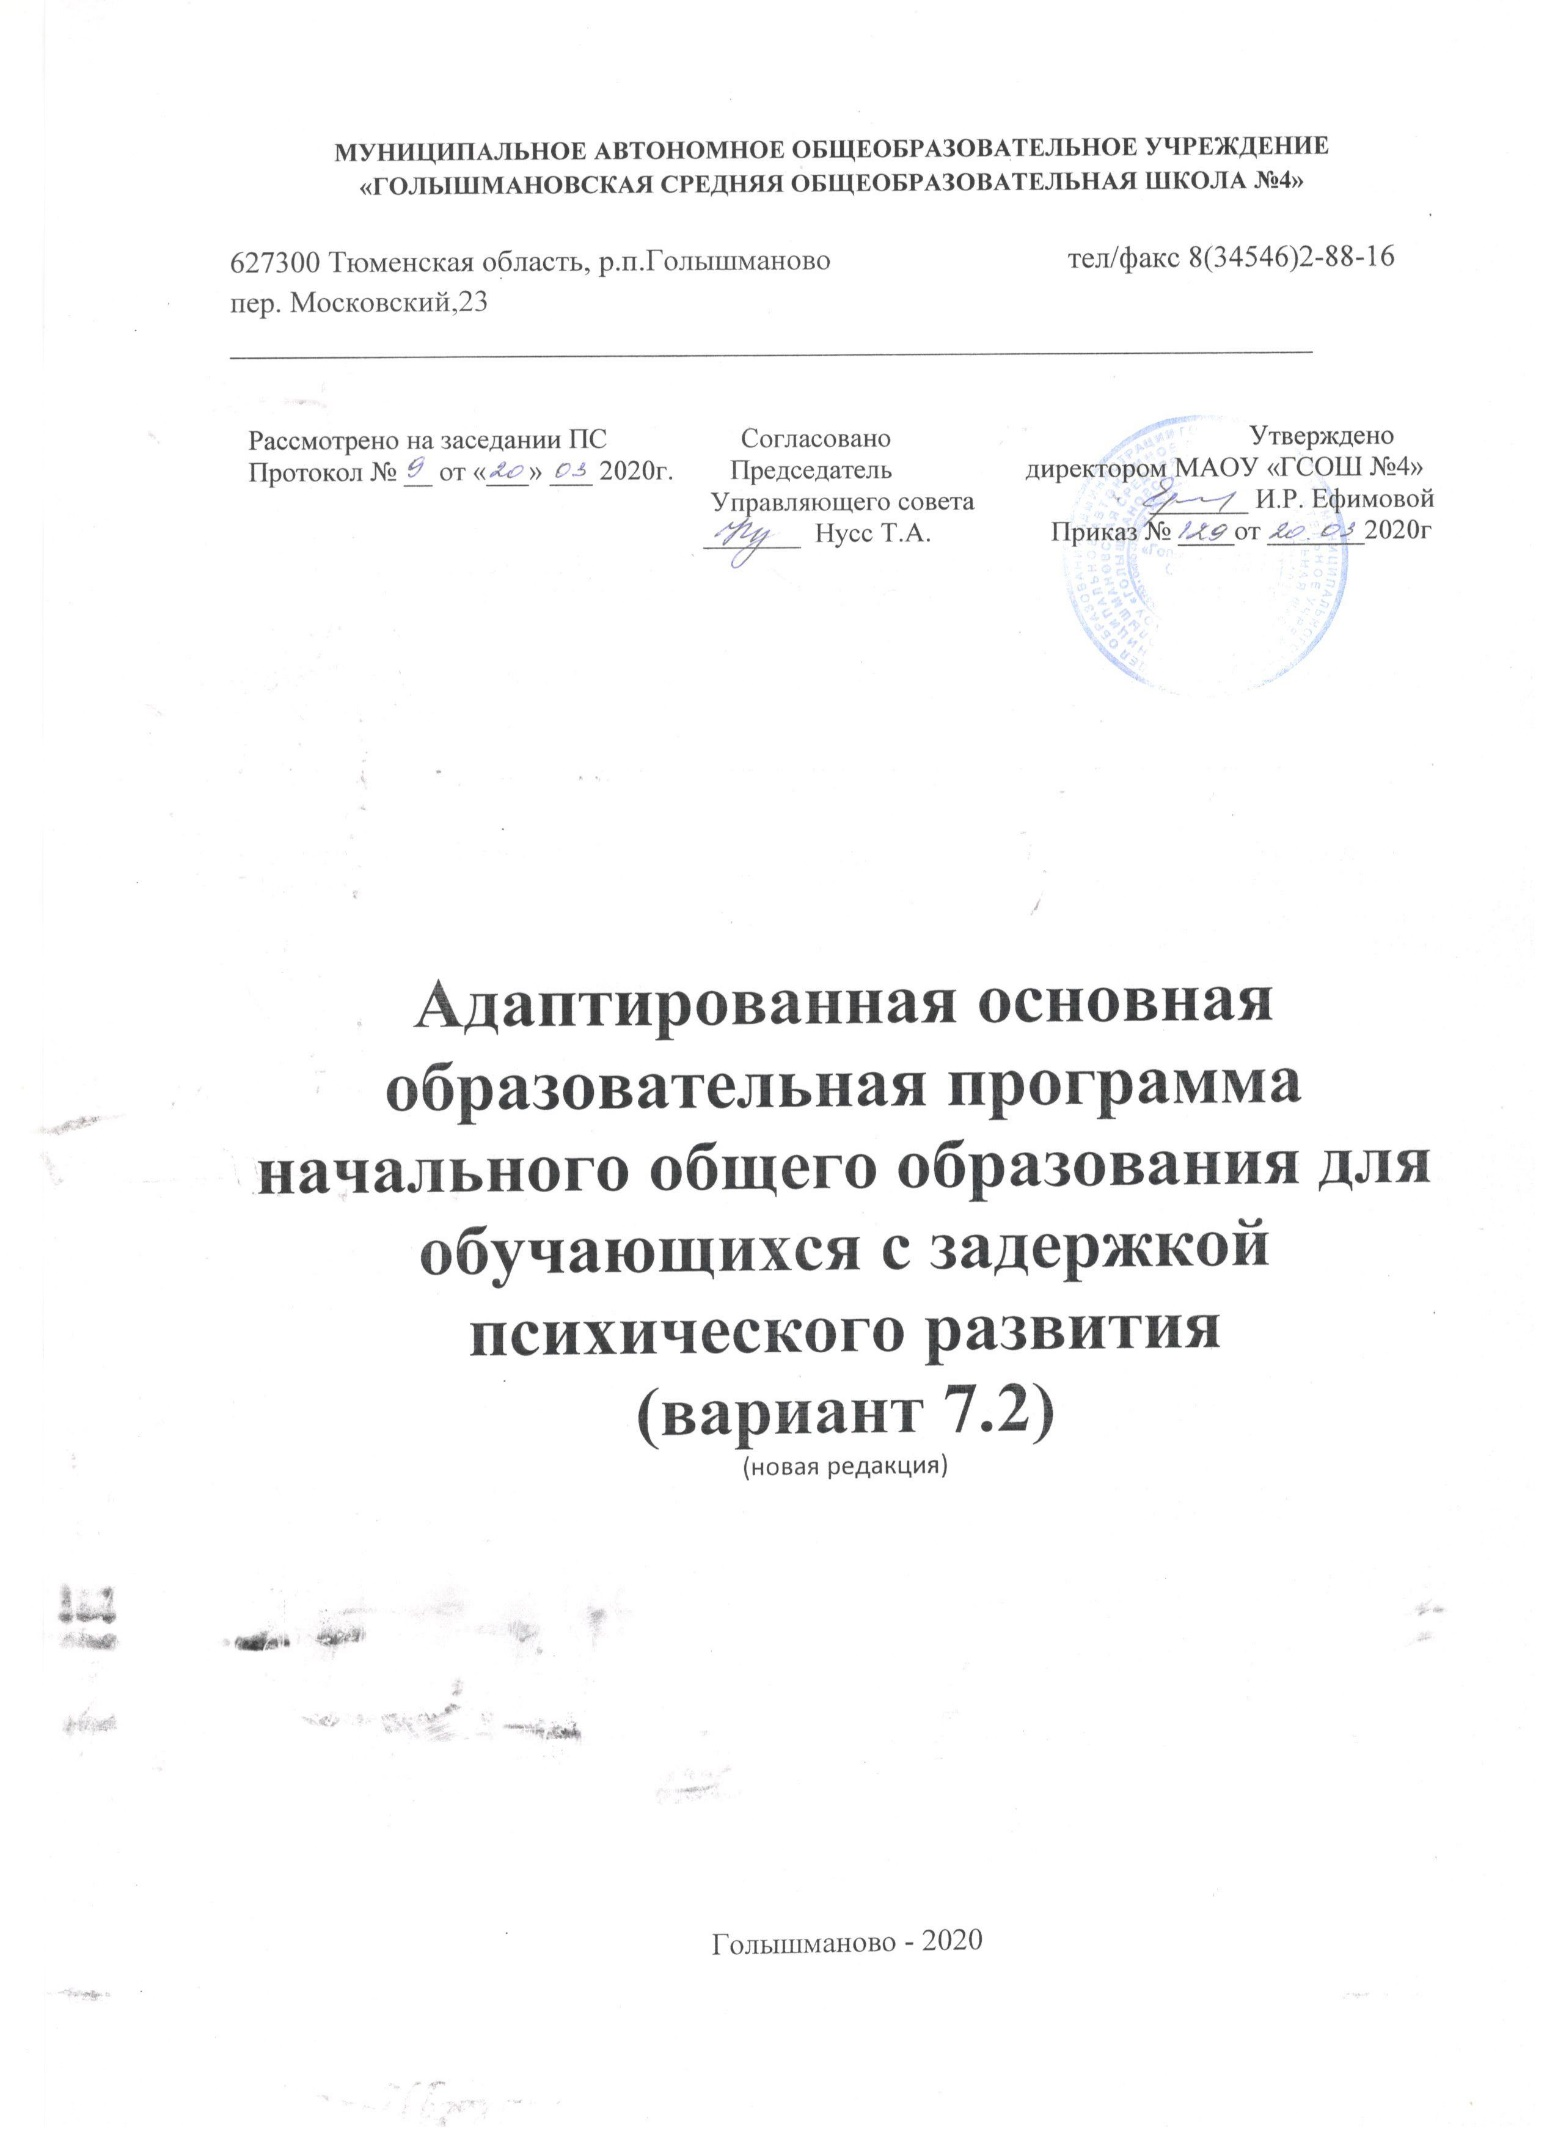 МУНИЦИПАЛЬНОЕ АВТОНОМНОЕ ОБЩЕОБРАЗОВАТЕЛЬНОЕ УЧРЕЖДЕНИЕ
«ГОЛЫШМАНОВСКАЯ СРЕДНЯЯ ОБЩЕОБРАЗОВАТЕЛЬНАЯ ШКОЛА №4»
627300 Тюменская область, р.п.Голышманово тел/факс 8(34546)2-88-16
пер. Московский,23
Рассмотрено на заседании ПС Согласовано Утверждено
Протокол № 9 от «20» 03 2020г. Председатель директором МАОУ «ГСОШ №4»
Управляющего совета И.Р. Ефимовой
Нусс Т.А. Приказ № 129 от 20.03 2020г
Адаптированная основная
образовательная программа
начального общего образования для
обучающихся с задержкой
психического развития
(вариант 7.2)
(новая редакция)
Голышманово - 2020